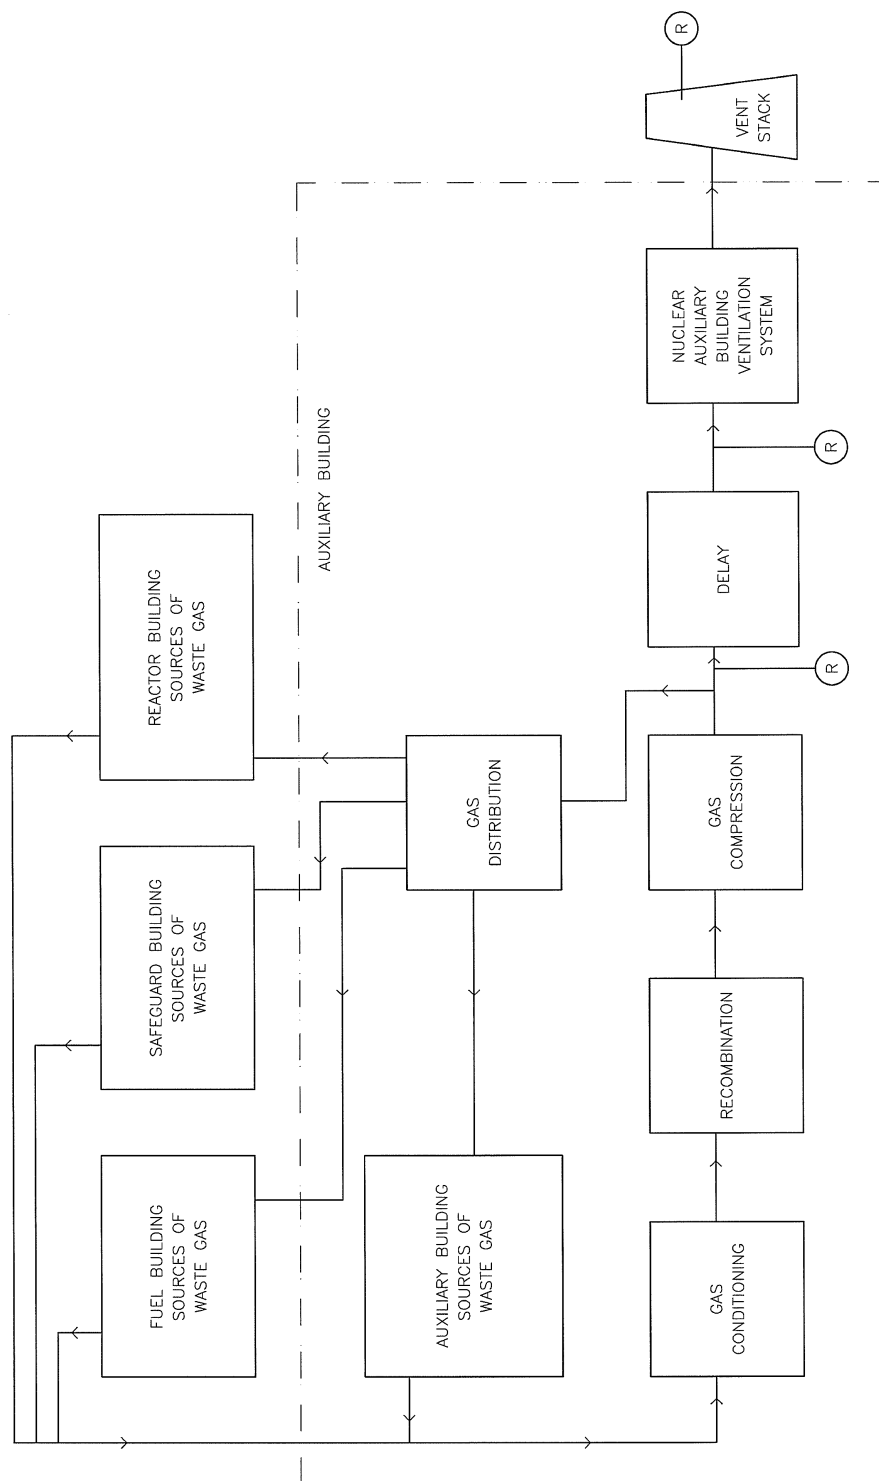 FUEL BUILDING
SOURCES OF
WASTE GAS
SAFEGUARD BUILDING
SOURCES OF
WASTE GAS
REACTOR BUILDING
SOURCES OF
WASTE GAS
AUXILIARY BUILDING
AUXILIARY BUILDING
SOURCES OF
WASTE GAS
GAS
DISTRIBUTION
GAS
CONDITIONING
RECOMBINATION
GAS
COMPRESSION
R
DELAY
R
NUCLEAR
AUXILIARY
BUILDING
VENTILATION
SYSTEM
VENT
STACK
R